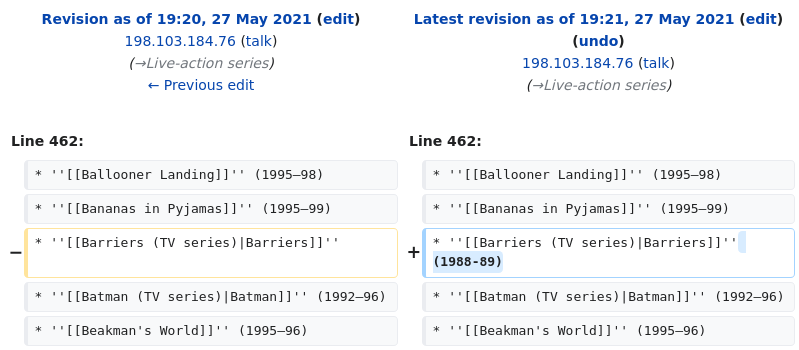 Revision as of 19:20, 27 May 2021 (edit)
198.103.184.76 (talk)
(→Live-action series)
← Previous edit
Latest revision as of 19:21, 27 May 2021 (edit)
(undo)
198.103.184.76 (talk)
(→Live-action series)
Line 462:
* ''[[Ballooner Landing]]'' (1995–98)
* ''[[Bananas in Pyjamas]]'' (1995–99)
− * ''[[Barriers (TV series)|Barriers]]''
* ''[[Batman (TV series)|Batman]]'' (1992–96)
* ''[[Beakman's World]]'' (1995–96)
Line 462:
* ''[[Ballooner Landing]]'' (1995–98)
* ''[[Bananas in Pyjamas]]'' (1995–99)
+ * ''[[Barriers (TV series)|Barriers]]''
(1988-89)
* ''[[Batman (TV series)|Batman]]'' (1992–96)
* ''[[Beakman's World]]'' (1995–96)